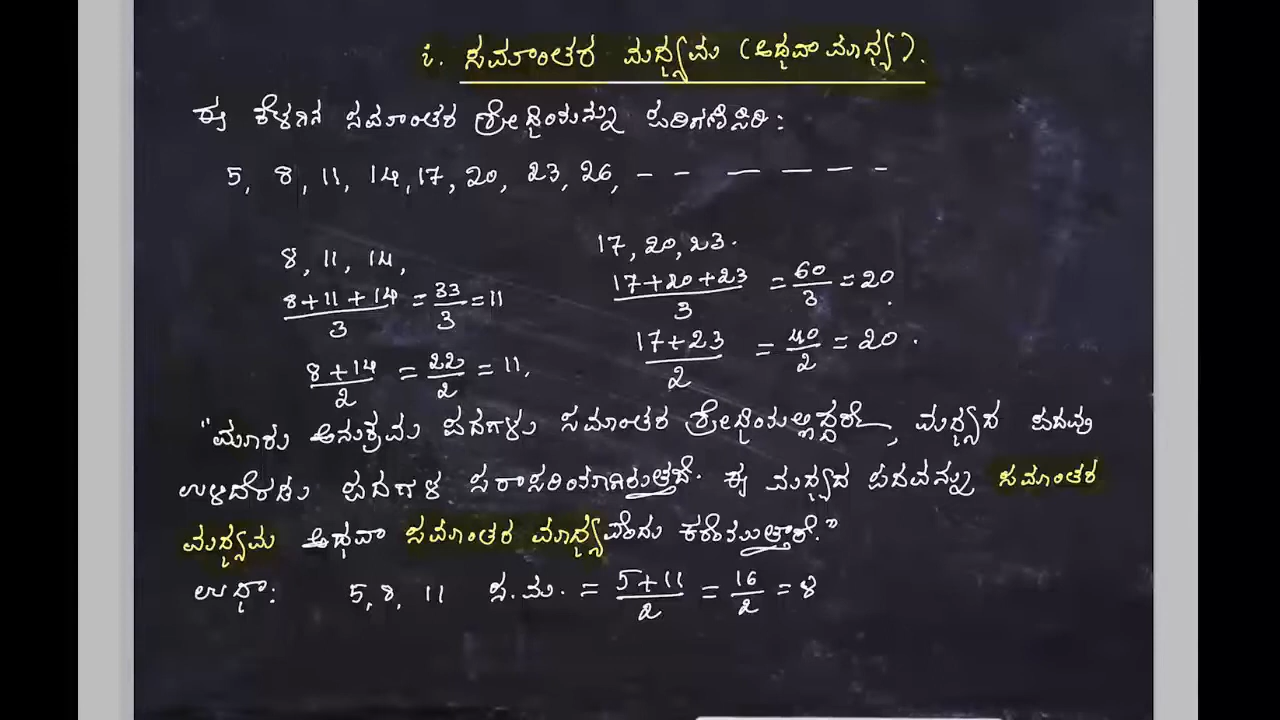 i. ಸಮಾಂತರ ಮಧ್ಯಮ (ಅಥವಾ ಮಾಧ್ಯ).
ಈ ಕೆಳಗಿನ ಸಮಾಂತರ ಶ್ರೇಢಿಯನ್ನು ಪರಿಗಣಿಸಿರಿ:
5, 8, 11, 14, 17, 20, 23, 26, - - — — — -
8, 11, 14,
(8+11+14)/3 = 33/3 = 11
(8+14)/2 = 22/2 = 11.
17, 20, 23.
(17+20+23)/3 = 60/3 = 20.
(17+23)/2 = 40/2 = 20.
"ಮೂರು ಅನುಕ್ರಮ ಪದಗಳು ಸಮಾಂತರ ಶ್ರೇಢಿಯಲ್ಲಿದ್ದರೆ, ಮಧ್ಯದ ಪದವು
ಉಳಿದೆರಡು ಪದಗಳ ಸರಾಸರಿಯಾಗಿರುತ್ತದೆ. ಈ ಮಧ್ಯದ ಪದವನ್ನು ಸಮಾಂತರ
ಮಧ್ಯಮ ಅಥವಾ ಸಮಾಂತರ ಮಾಧ್ಯವೆಂದು ಕರೆಯುತ್ತಾರೆ."
ಉದಾ: 5, 8, 11 ಸ.ಮ. = (5+11)/2 = 16/2 = 8